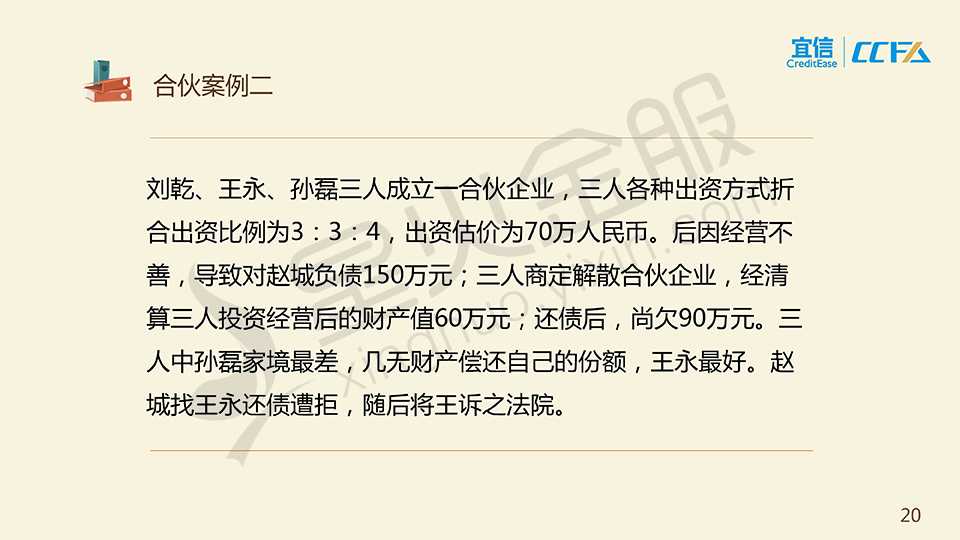 宜信
CreditEase
CCFA
合伙案例二
刘乾、王永、孙磊三人成立一合伙企业，三人各种出资方式折
合出资比例为3：3：4，出资估价为70万人民币。后因经营不
善，导致对赵城负债150万元；三人商定解散合伙企业，经清
算三人投资经营后的财产值60万元；还债后，尚欠90万元。三
人中孙磊家境最差，几无财产偿还自己的份额，王永最好。赵
城找王永还债遭拒，随后将王诉之法院。
星火金服
xinghuo.yixin.com
20